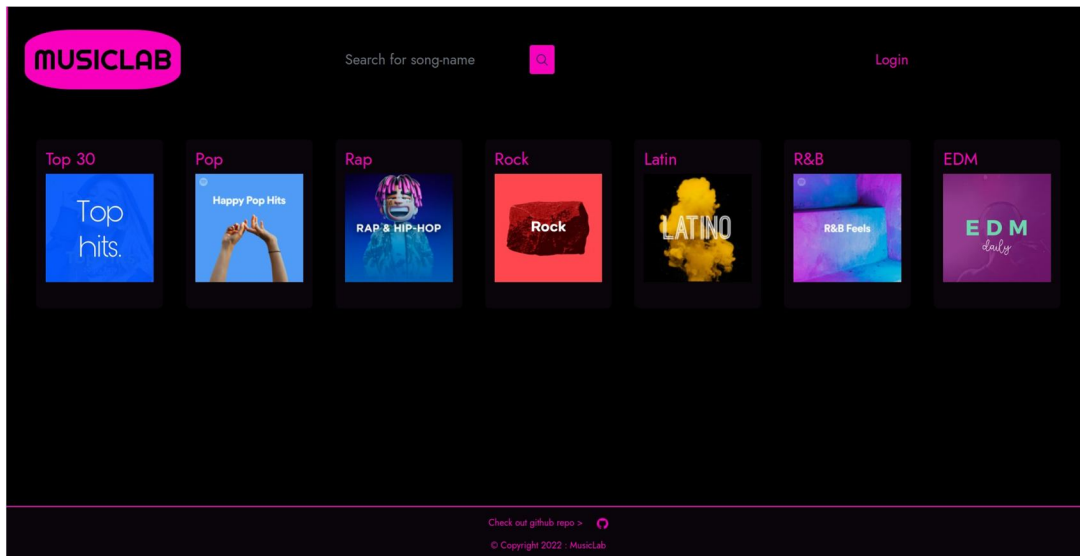 MUSICLAB
Search for song-name
Login
Top 30
Top
hits.
Pop
Happy Pop Hits
Rap
RAP & HIP-HOP
Rock
Rock
Latin
LATINO
R&B
R&B Feels
EDM
EDM
daily
Check out github repo >
© Copyright 2022 : MusicLab